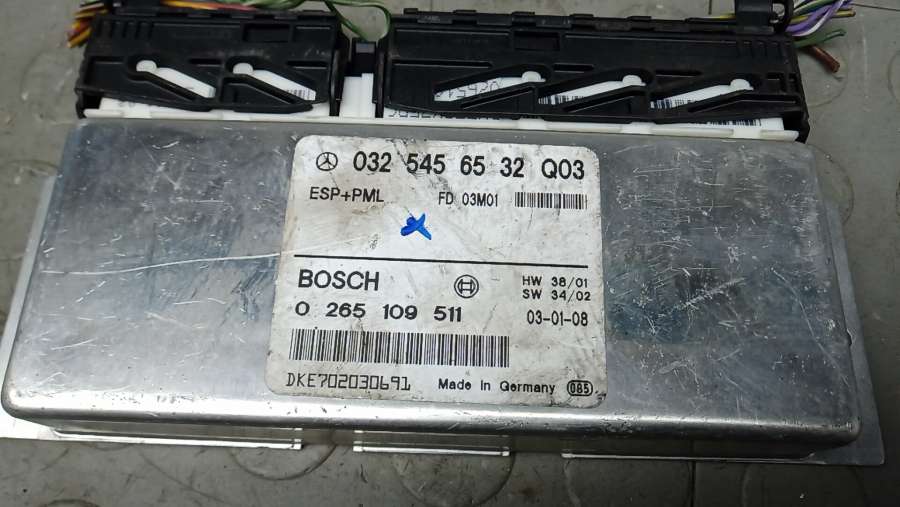 032 545 65 32 Q03
ESP+PML FD 03M01
BOSCH HW 38/01
SW 34/02
0 265 109 511 03-01-08
DKE702030691 Made in Germany 085